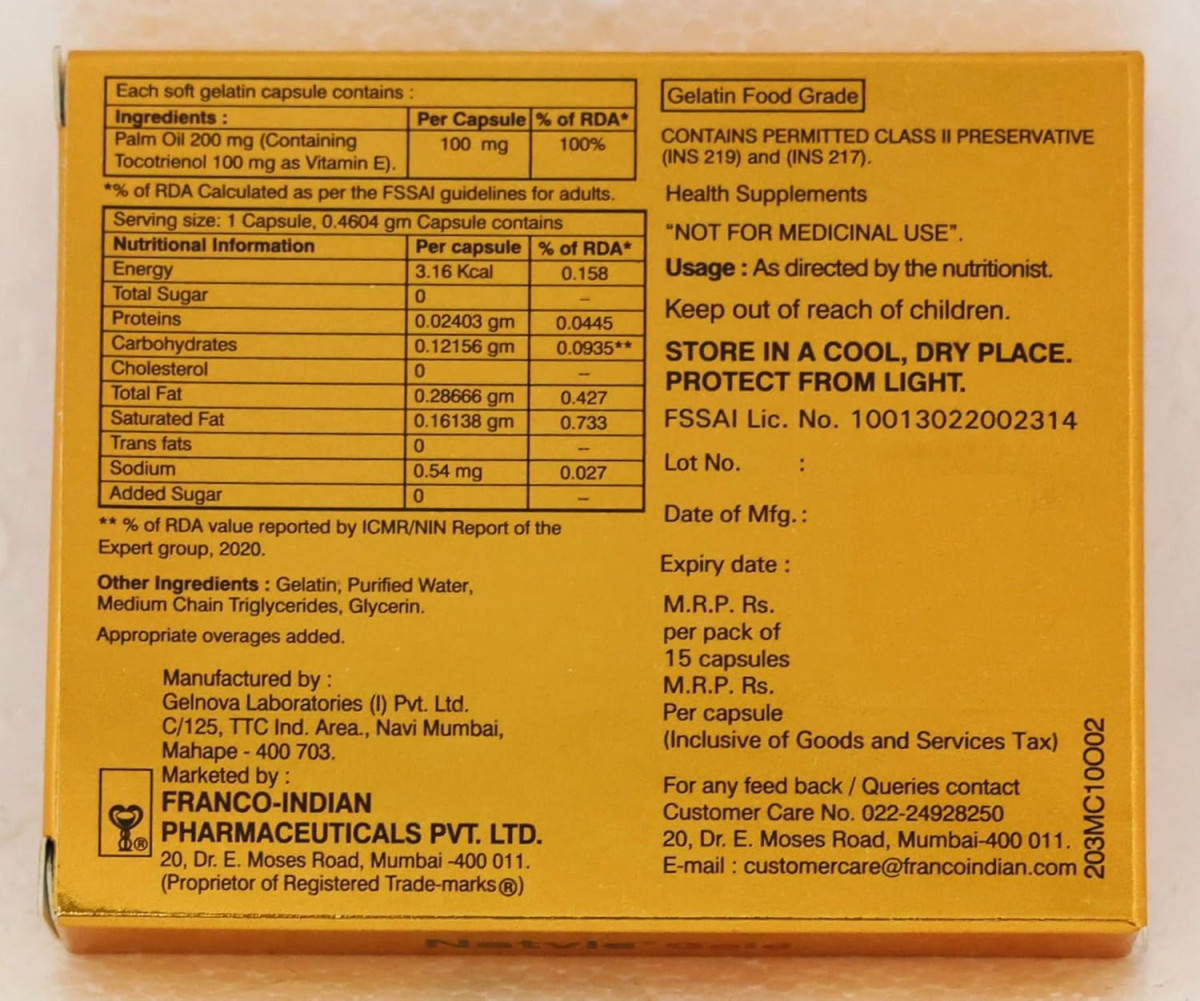 Each soft gelatin capsule contains :
Ingredients : Per Capsule % of RDA*
Palm Oil 200 mg (Containing 100 mg 100%
Tocotrienol 100 mg as Vitamin E).
*% of RDA Calculated as per the FSSAI guidelines for adults.
Serving size: 1 Capsule, 0.4604 gm Capsule contains
Nutritional Information Per capsule % of RDA*
Energy 3.16 Kcal 0.158
Total Sugar 0 –
Proteins 0.02403 gm 0.0445
Carbohydrates 0.12156 gm 0.0935**
Cholesterol 0 –
Total Fat 0.28666 gm 0.427
Saturated Fat 0.16138 gm 0.733
Trans fats 0 –
Sodium 0.54 mg 0.027
Added Sugar 0 –
** % of RDA value reported by ICMR/NIN Report of the
Expert group, 2020.
Other Ingredients : Gelatin, Purified Water,
Medium Chain Triglycerides, Glycerin.
Appropriate overages added.
Manufactured by :
Gelnova Laboratories (I) Pvt. Ltd.
C/125, TTC Ind. Area., Navi Mumbai,
Mahape - 400 703.
Marketed by :
FRANCO-INDIAN
PHARMACEUTICALS PVT. LTD.
20, Dr. E. Moses Road, Mumbai -400 011.
(Proprietor of Registered Trade-marks®)
®
Gelatin Food Grade
CONTAINS PERMITTED CLASS II PRESERVATIVE
(INS 219) and (INS 217).
Health Supplements
“NOT FOR MEDICINAL USE”.
Usage : As directed by the nutritionist.
Keep out of reach of children.
STORE IN A COOL, DRY PLACE.
PROTECT FROM LIGHT.
FSSAI Lic. No. 10013022002314
Lot No. :
Date of Mfg. :
Expiry date :
M.R.P. Rs.
per pack of
15 capsules
M.R.P. Rs.
Per capsule
(Inclusive of Goods and Services Tax)
For any feed back / Queries contact
Customer Care No. 022-24928250
20, Dr. E. Moses Road, Mumbai-400 011.
E-mail : customercare@francoindian.com
203MC10O02